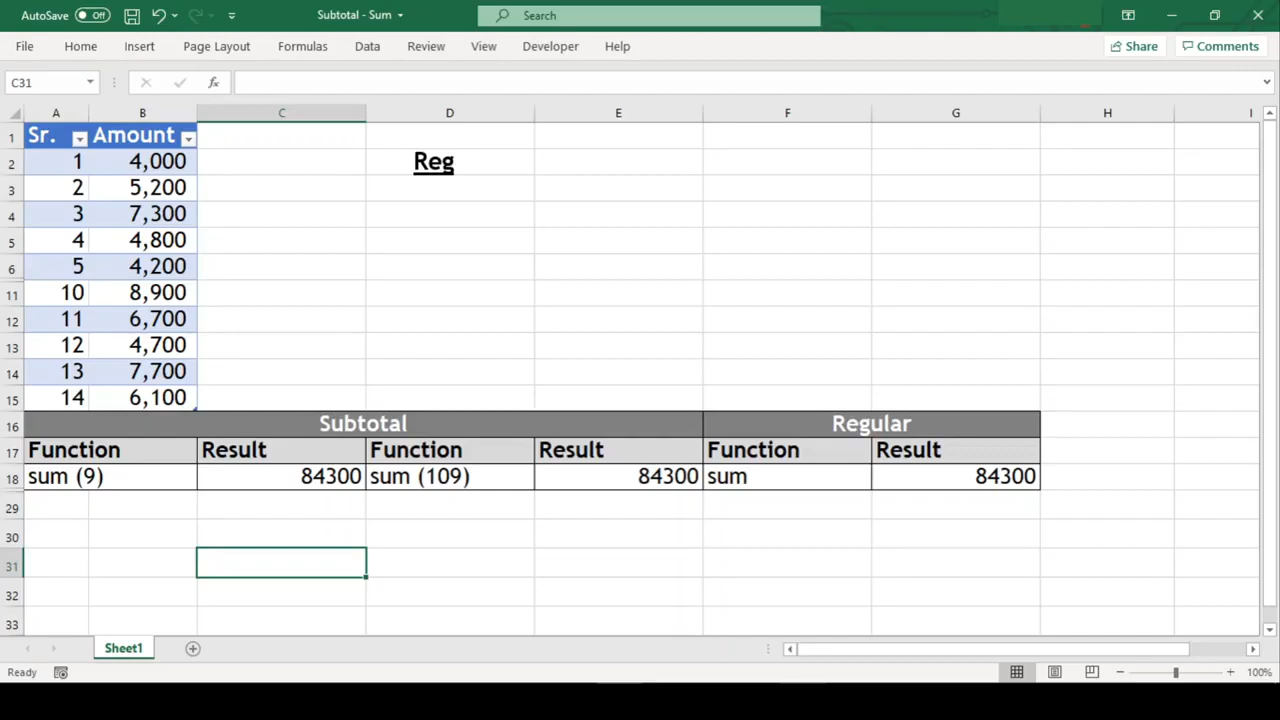 AutoSave Off Subtotal - Sum Search
File Home Insert Page Layout Formulas Data Review View Developer Help Share Comments
C31 fx
A B C D E F G H I
1 Sr. Amount
2 1 4,000 Reg
3 2 5,200
4 3 7,300
5 4 4,800
6 5 4,200
11 10 8,900
12 11 6,700
13 12 4,700
14 13 7,700
15 14 6,100
16 Subtotal Regular
17 Function Result Function Result Function Result
18 sum (9) 84300 sum (109) 84300 sum 84300
29
30
31
32
33
Sheet1
Ready 100%